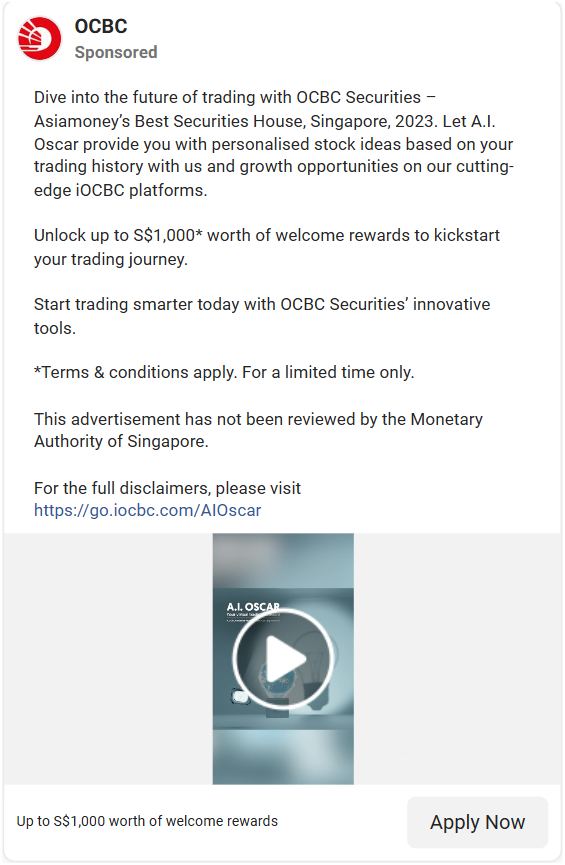 OCBC
Sponsored
Dive into the future of trading with OCBC Securities –
Asiamoney’s Best Securities House, Singapore, 2023. Let A.I.
Oscar provide you with personalised stock ideas based on your
trading history with us and growth opportunities on our cutting-
edge iOCBC platforms.
Unlock up to S$1,000* worth of welcome rewards to kickstart
your trading journey.
Start trading smarter today with OCBC Securities’ innovative
tools.
*Terms & conditions apply. For a limited time only.
This advertisement has not been reviewed by the Monetary
Authority of Singapore.
For the full disclaimers, please visit
https://go.iocbc.com/AIOscar
A.I. OSCAR
Your virtual
Up to S$1,000 worth of welcome rewards
Apply Now